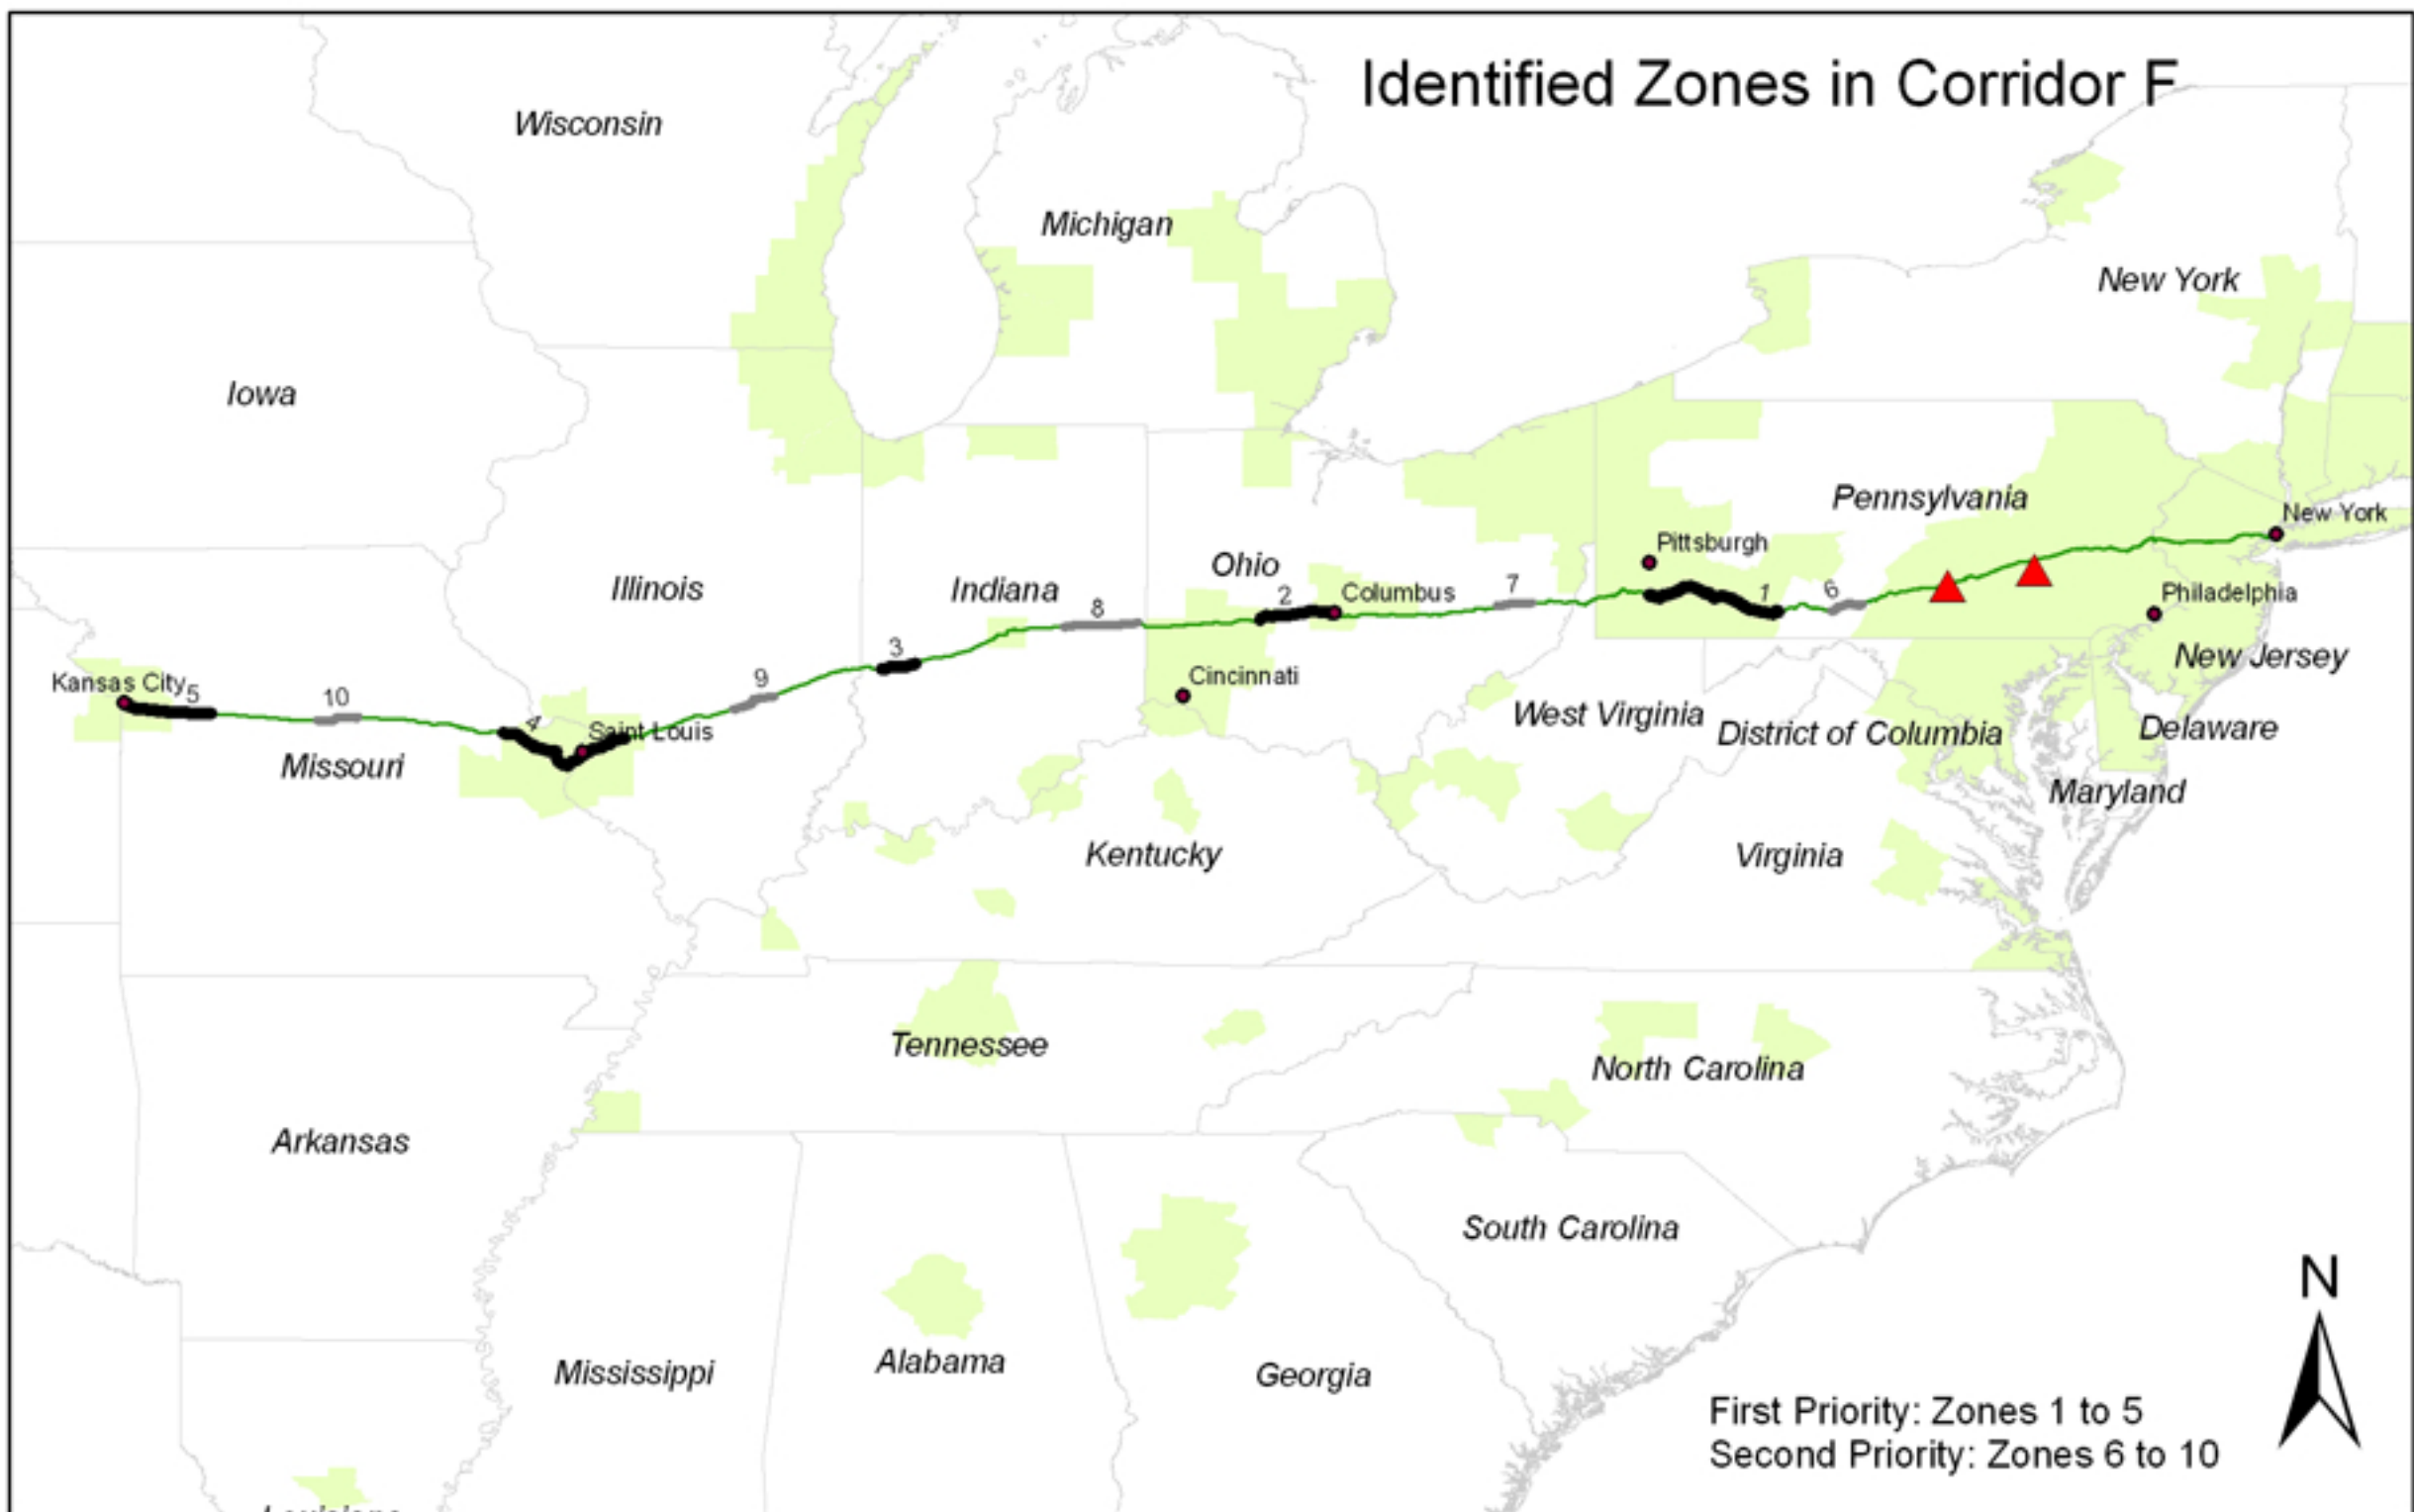 Identified Zones in Corridor F
Wisconsin
Michigan
New York
Iowa
Pennsylvania
New York
Pittsburgh
Ohio
Illinois
Indiana
8
2
Columbus
7
1
6
Philadelphia
New Jersey
3
Kansas City
5
10
9
Cincinnati
4
Saint Louis
West Virginia
District of Columbia
Delaware
Missouri
Maryland
Kentucky
Virginia
Tennessee
North Carolina
Arkansas
South Carolina
N
Mississippi
Alabama
Georgia
First Priority: Zones 1 to 5
Second Priority: Zones 6 to 10